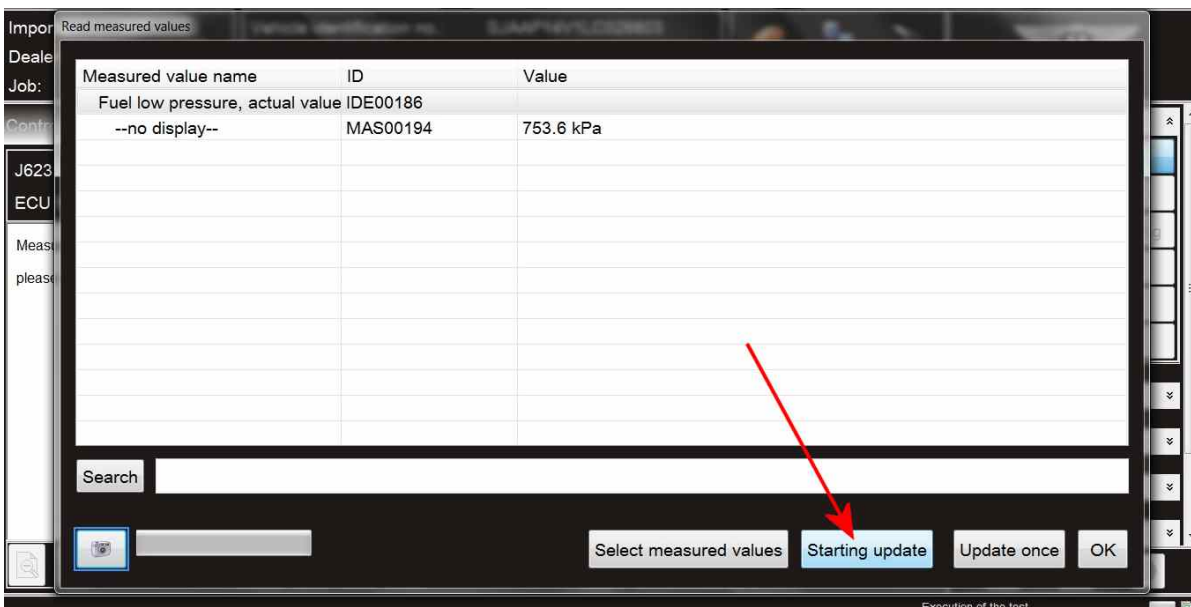 Impor
Read measured values
Deale
Job:
Measured value name ID Value
Fuel low pressure, actual value IDE00186
--no display-- MAS00194 753.6 kPa
J623
ECU
Measu
please
Search
Select measured values Starting update Update once OK
Execution of the test